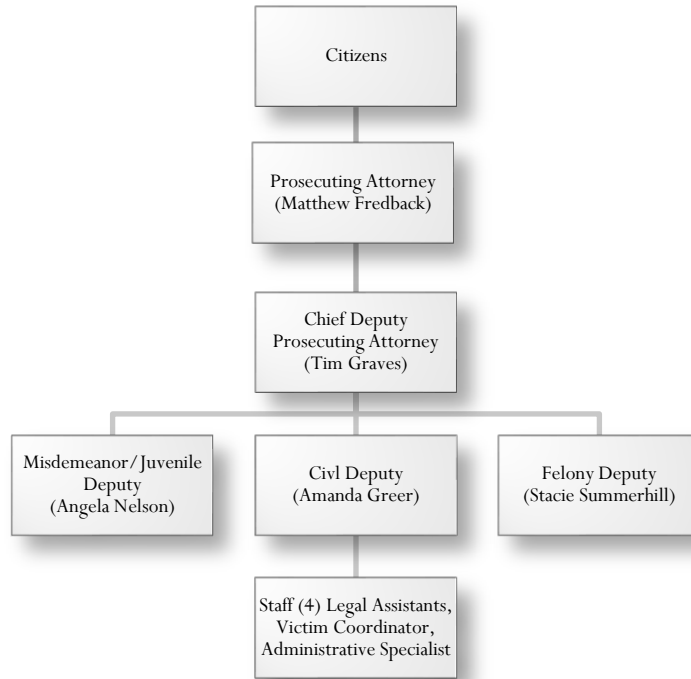 Citizens
Prosecuting Attorney
(Matthew Fredback)
Chief Deputy
Prosecuting Attorney
(Tim Graves)
Misdemeanor/Juvenile
Deputy
(Angela Nelson)
Civl Deputy
(Amanda Greer)
Felony Deputy
(Stacie Summerhill)
Staff (4) Legal Assistants,
Victim Coordinator,
Administrative Specialist